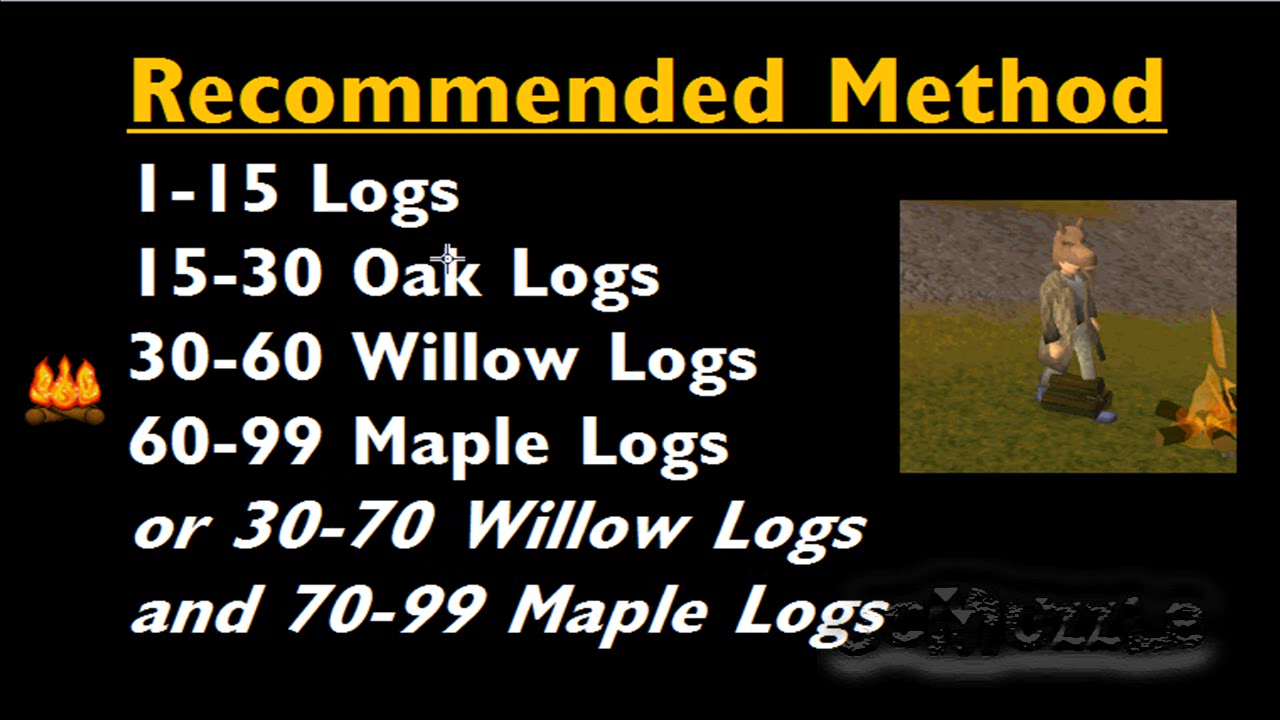 Recommended Method
1-15 Logs
15-30 Oak Logs
30-60 Willow Logs
60-99 Maple Logs
or 30-70 Willow Logs
and 70-99 Maple Logs